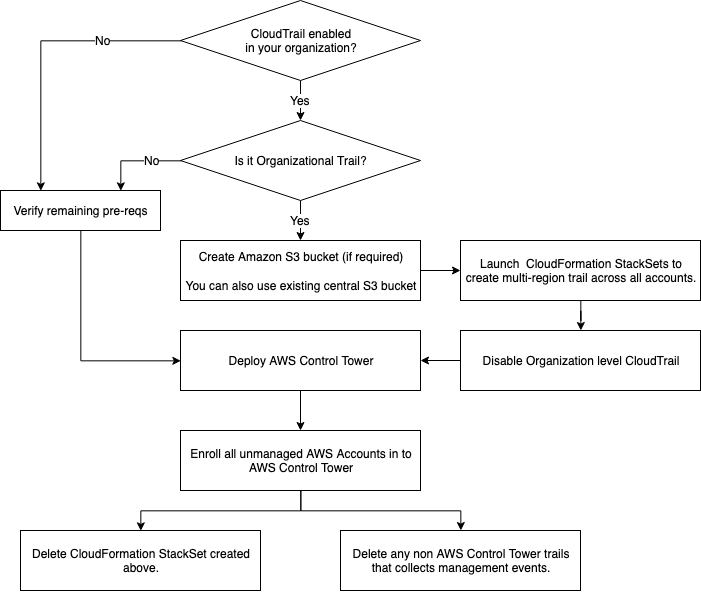 CloudTrail enabled
in your organization?
No
Yes
Is it Organizational Trail?
No
Verify remaining pre-reqs
Yes
Create Amazon S3 bucket (if required)
You can also use existing central S3 bucket
Launch CloudFormation StackSets to
create multi-region trail across all accounts.
Deploy AWS Control Tower
Disable Organization level CloudTrail
Enroll all unmanaged AWS Accounts in to
AWS Control Tower
Delete CloudFormation StackSet created
above.
Delete any non AWS Control Tower trails
that collects management events.